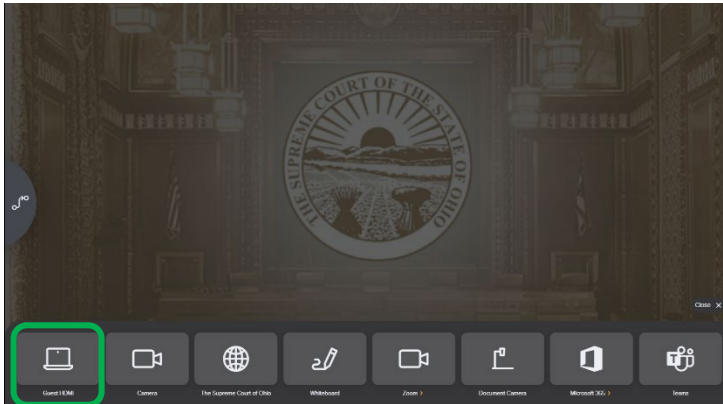 THE SUPREME COURT OF THE STATE OF OHIO
Close X
Guest HDMI
Camera
The Supreme Court of Ohio
Whiteboard
Zoom >
Document Camera
Microsoft 365 >
Teams